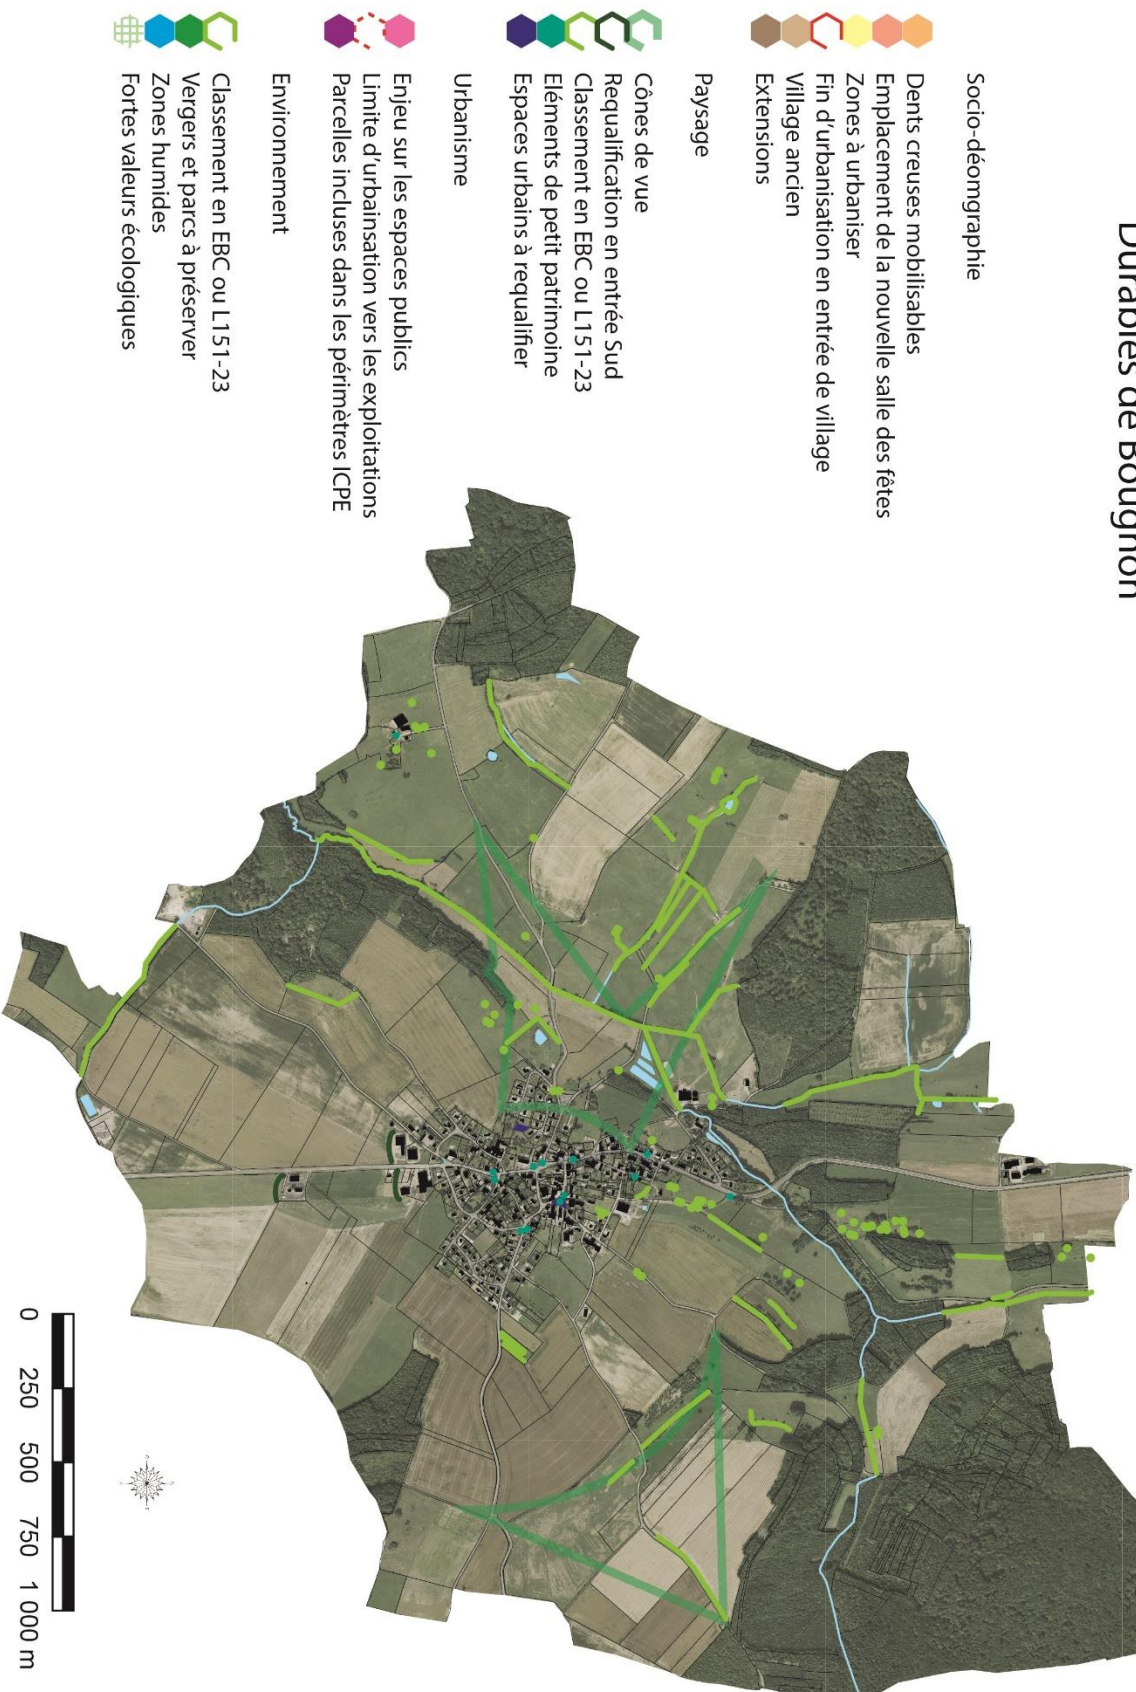 Durables de Bougnon
Socio-déomgraphie
Dents creuses mobilisables
Emplacement de la nouvelle salle des fêtes
Zones à urbaniser
Fin d'urbanisation en entrée de village
Village ancien
Extensions
Paysage
Cônes de vue
Requalification en entrée Sud
Classement en EBC ou L151-23
Eléments de petit patrimoine
Espaces urbains à requalifier
Urbanisme
Enjeu sur les espaces publics
Limite d'urbainsation vers les exploitations
Parcelles incluses dans les périmètres ICPE
Environnement
Classement en EBC ou L151-23
Vergers et parcs à préserver
Zones humides
Fortes valeurs écologiques
0 250 500 750 1 000 m